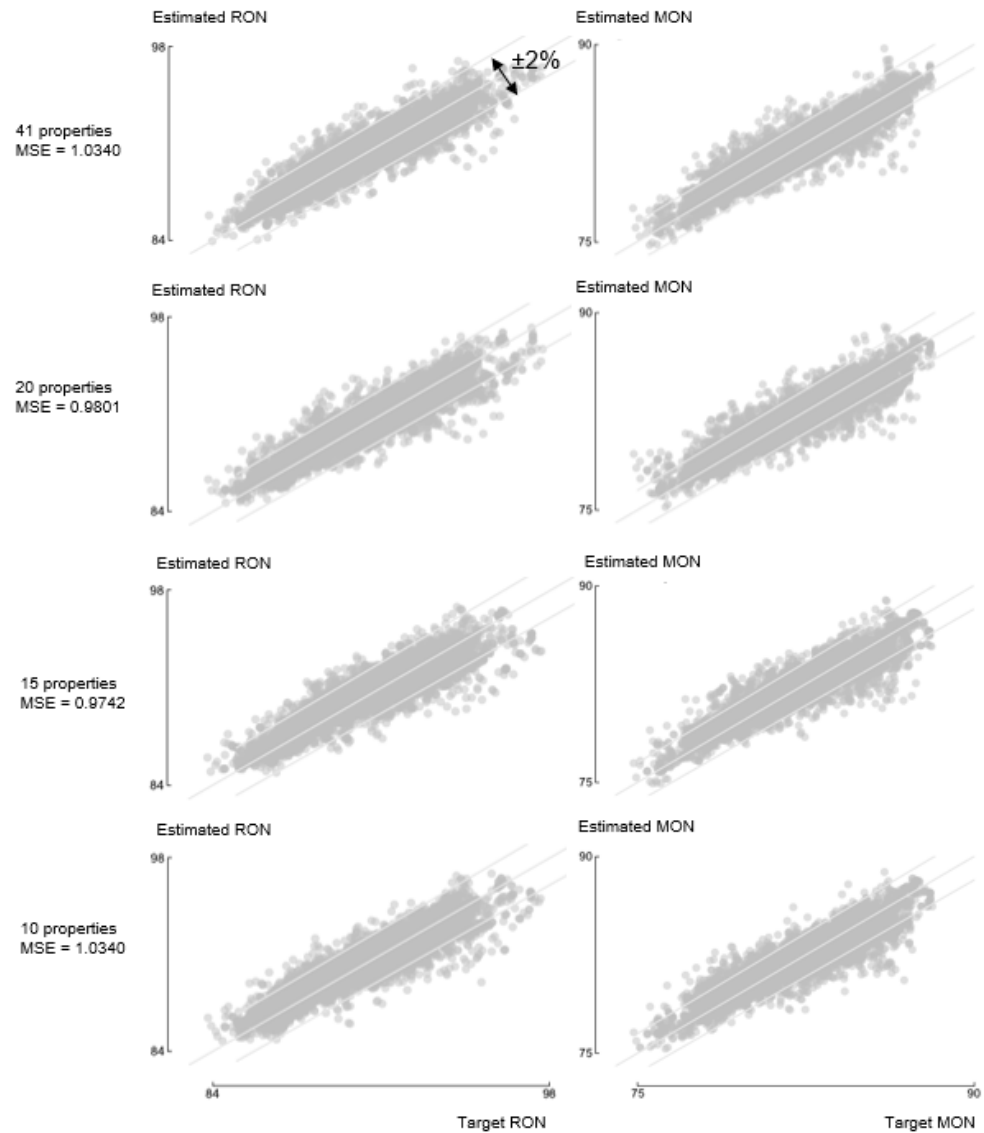 Estimated RON
Estimated MON
98
90
±2%
41 properties
MSE = 1.0340
84
75
Estimated RON
Estimated MON
98
90
20 properties
MSE = 0.9801
84
75
Estimated RON
Estimated MON
98
90
15 properties
MSE = 0.9742
84
75
Estimated RON
Estimated MON
98
90
10 properties
MSE = 1.0340
84
75
84
98
75
90
Target RON
Target MON